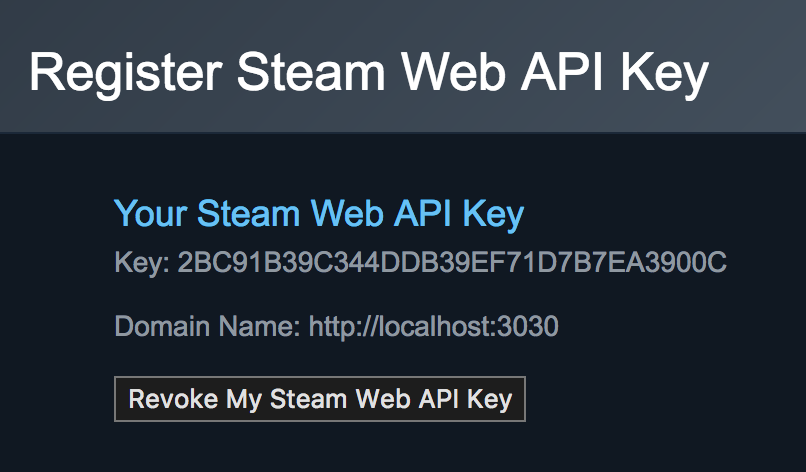 Register Steam Web API Key
Your Steam Web API Key
Key: 2BC91B39C344DDB39EF71D7B7EA3900C
Domain Name: http://localhost:3030
Revoke My Steam Web API Key